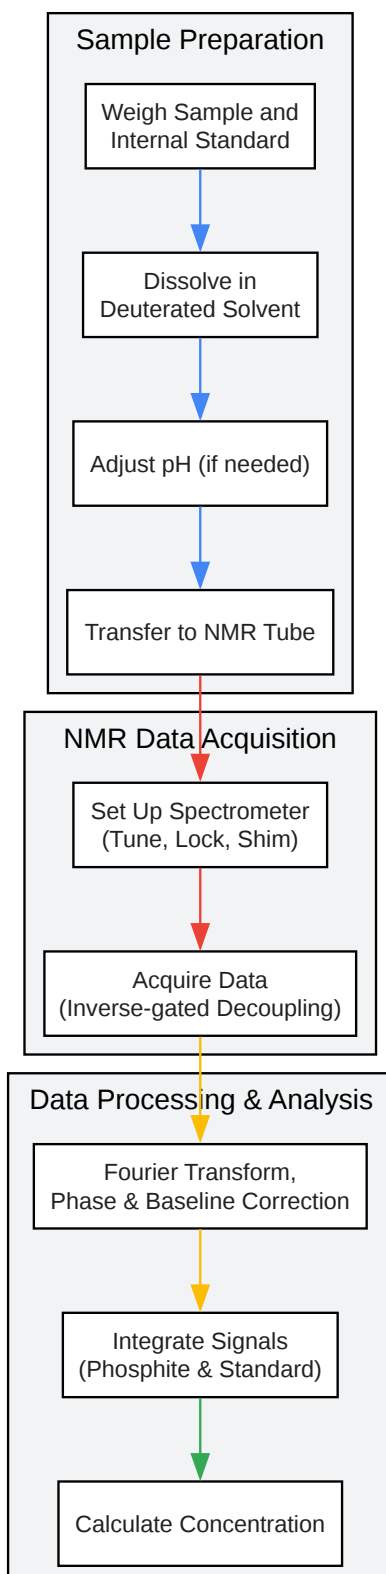 Sample Preparation
Weigh Sample and
Internal Standard
Dissolve in
Deuterated Solvent
Adjust pH (if needed)
Transfer to NMR Tube
NMR Data Acquisition
Set Up Spectrometer
(Tune, Lock, Shim)
Acquire Data
(Inverse-gated Decoupling)
Data Processing & Analysis
Fourier Transform,
Phase & Baseline Correction
Integrate Signals
(Phosphite & Standard)
Calculate Concentration